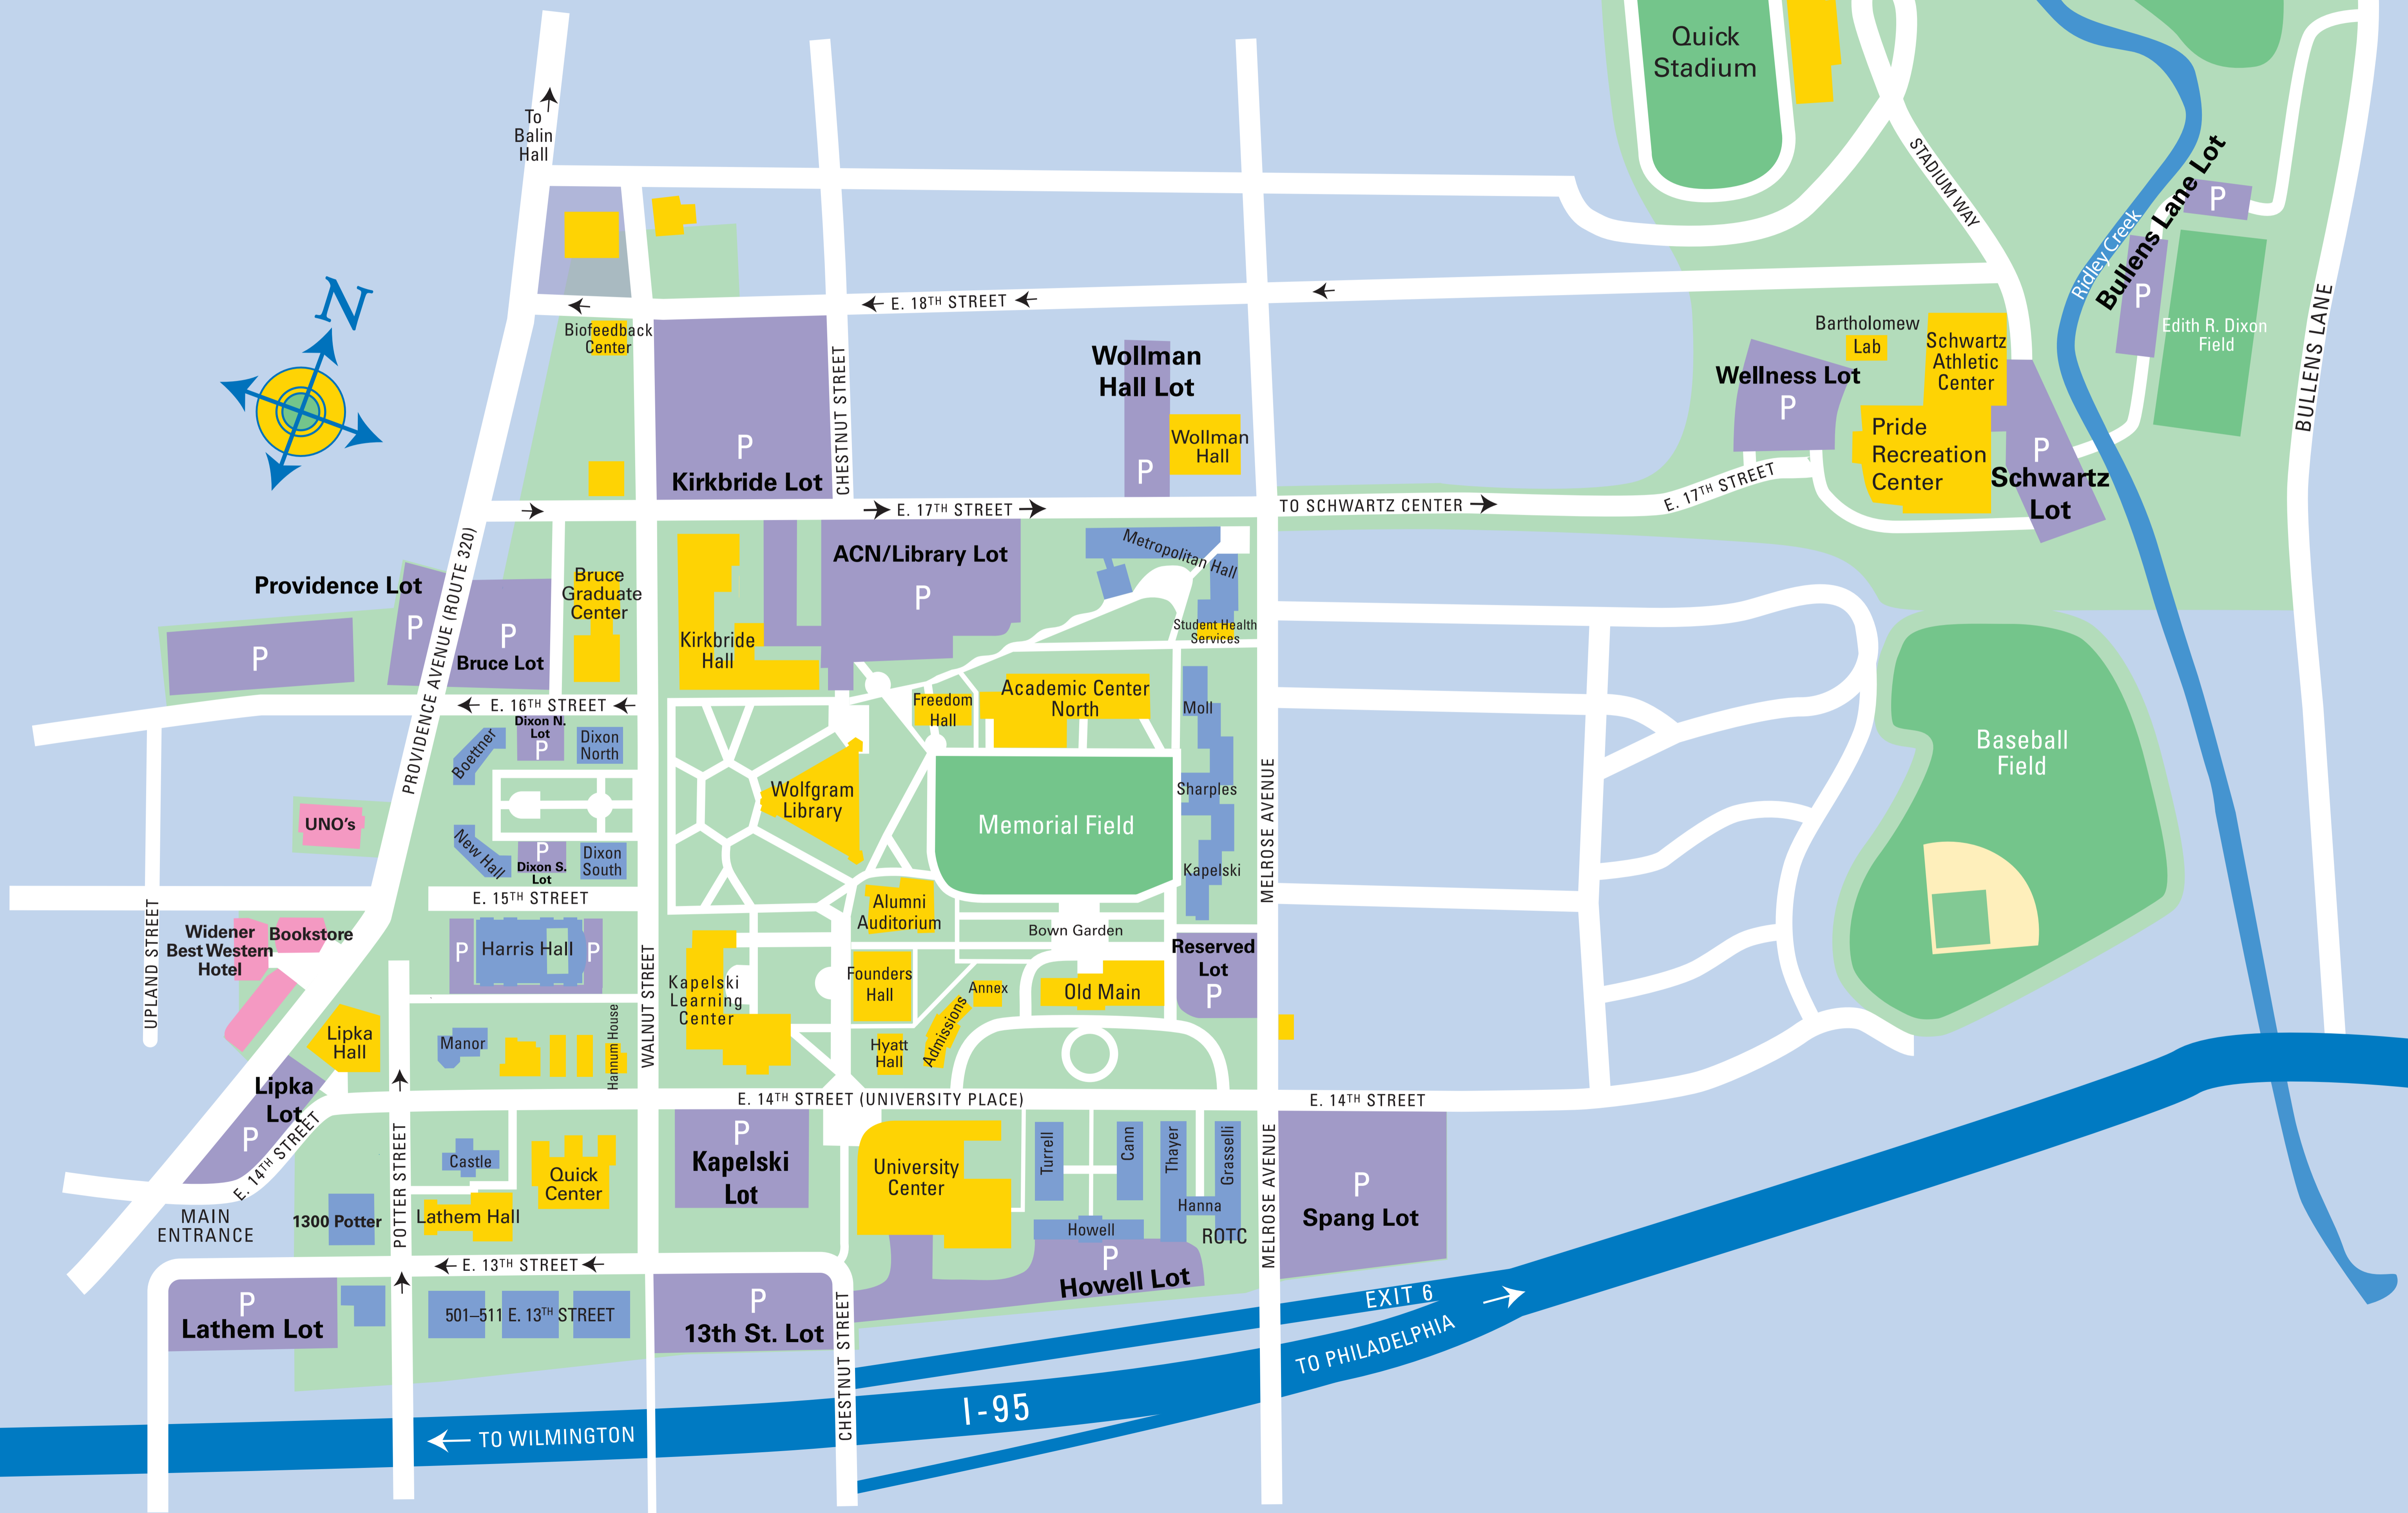 Quick
Stadium
To
Balin
Hall
N
STADIUM WAY
Ridley Creek
Bullens Lane Lot
P
P
Edith R. Dixon
Field
BULLENS LANE
E. 18TH STREET
Biofeedback
Center
CHESTNUT STREET
P
Kirkbride Lot
Wollman
Hall Lot
P
Wollman
Hall
Bartholomew
Lab
Wellness Lot
P
Schwartz
Athletic
Center
Pride
Recreation
Center
P
Schwartz
Lot
E. 17TH STREET
TO SCHWARTZ CENTER
E. 17TH STREET
PROVIDENCE AVENUE (ROUTE 320)
Providence Lot
P
P
P
Bruce Lot
Bruce
Graduate
Center
Kirkbride
Hall
ACN/Library Lot
P
Metropolitan Hall
Student Health
Services
E. 16TH STREET
Dixon N.
Lot
P
Boettner
Dixon
North
Freedom
Hall
Academic Center
North
Moll
Sharples
Kapelski
MELROSE AVENUE
Baseball
Field
UNO's
New Hall
P
Dixon S.
Lot
Dixon
South
Wolfgram
Library
Memorial Field
E. 15TH STREET
UPLAND STREET
Widener
Best Western
Hotel
Bookstore
P
Harris Hall
P
WALNUT STREET
Alumni
Auditorium
Bown Garden
Reserved
Lot
P
Kapelski
Learning
Center
Founders
Hall
Annex
Old Main
Admissions
Hyatt
Hall
Lipka
Hall
Manor
Hannum House
Lipka
Lot
P
E. 14TH STREET
E. 14TH STREET (UNIVERSITY PLACE)
E. 14TH STREET
MAIN
ENTRANCE
1300 Potter
POTTER STREET
Castle
Lathem Hall
Quick
Center
P
Kapelski
Lot
University
Center
Turrell
Cann
Thayer
Grasselli
Hanna
Howell
ROTC
MELROSE AVENUE
P
Spang Lot
E. 13TH STREET
P
Howell Lot
P
Lathem Lot
501–511 E. 13TH STREET
P
13th St. Lot
CHESTNUT STREET
EXIT 6
TO PHILADELPHIA
I-95
TO WILMINGTON